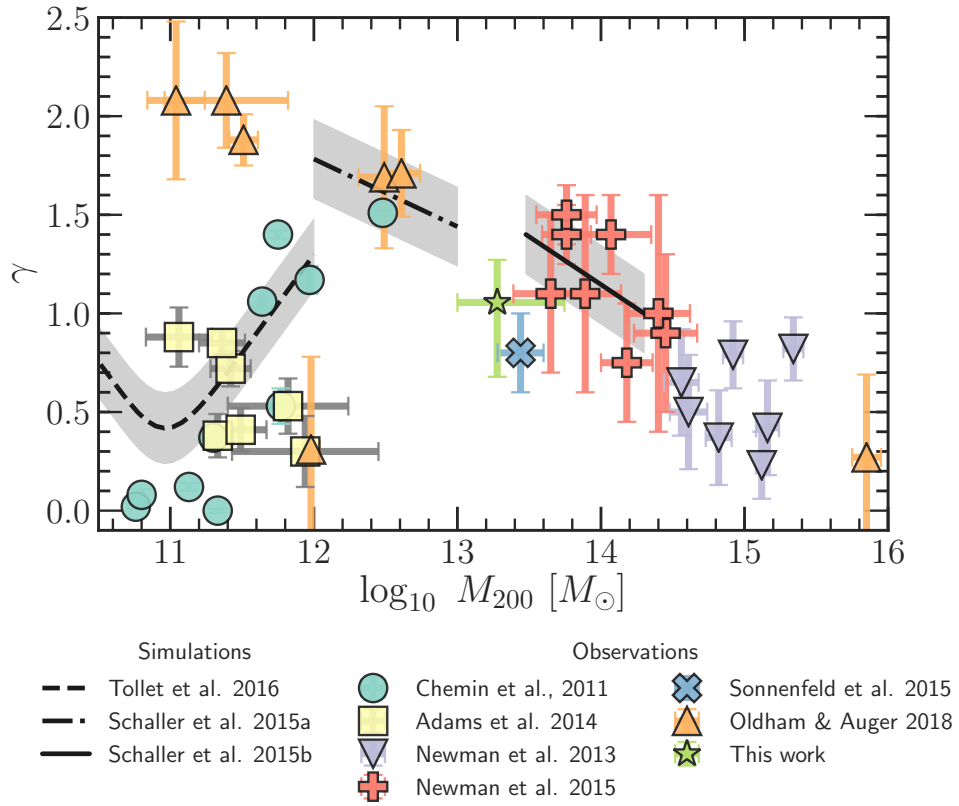 2.5
2.0
1.5
1.0
0.5
0.0
γ
11 12 13 14 15 16
log₁₀ M₂₀₀ [M⊙]
Simulations
Tollet et al. 2016
Schaller et al. 2015a
Schaller et al. 2015b
Observations
Chemin et al., 2011
Adams et al. 2014
Newman et al. 2013
Newman et al. 2015
Sonnenfeld et al. 2015
Oldham & Auger 2018
This work